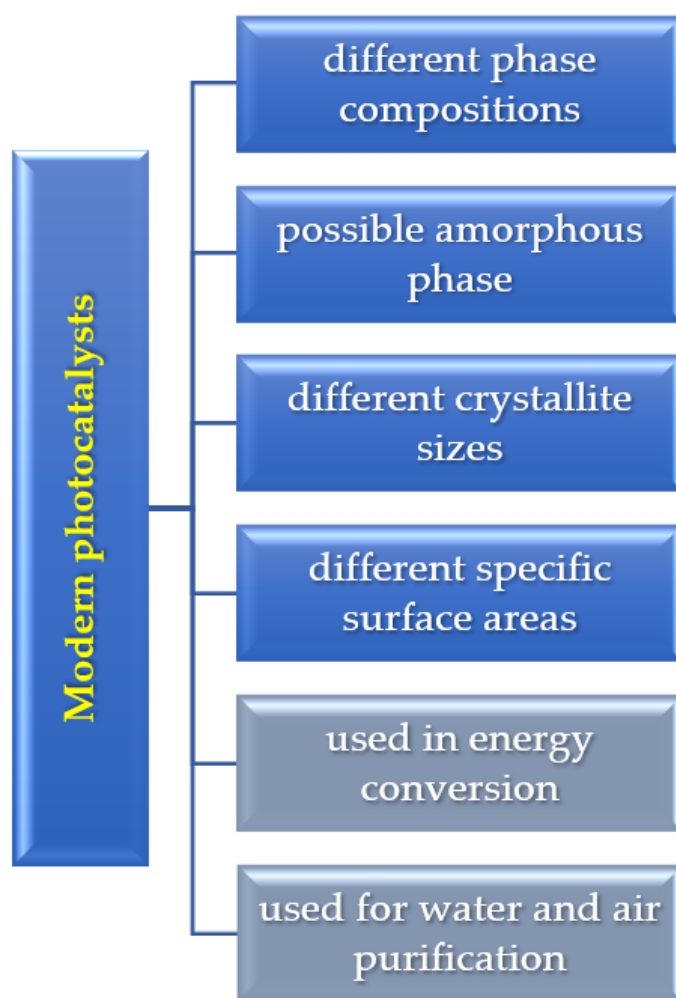 Modern photocatalysts
different phase
compositions
possible amorphous
phase
different crystallite
sizes
different specific
surface areas
used in energy
conversion
used for water and air
purification